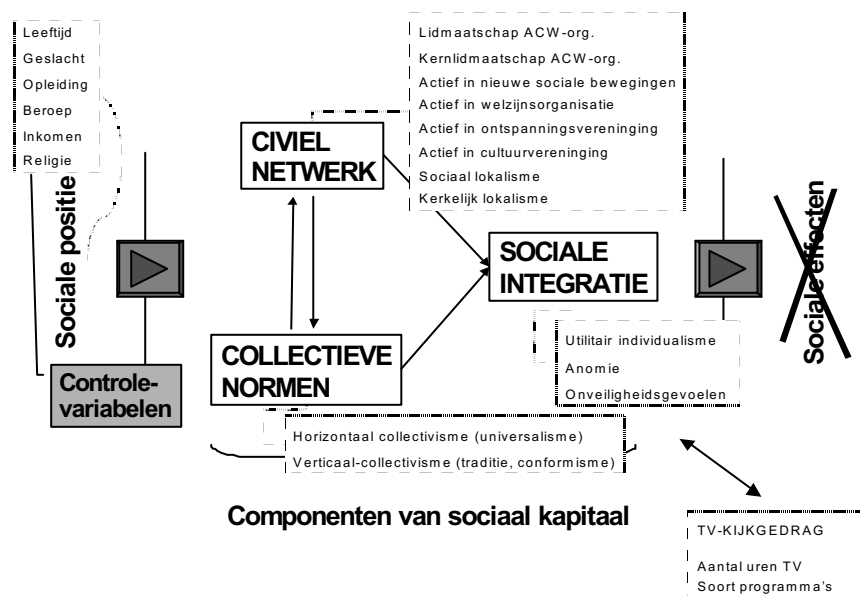 Leeftijd
Geslacht
Opleiding
Beroep
Inkomen
Religie
Sociale positie
Controle-
variabelen
CIVIEL
NETWERK
Lidmaatschap ACW-org.
Kernlidmaatschap ACW-org.
Actief in nieuwe sociale bewegingen
Actief in welzijnsorganisatie
Actief in ontspanningsvereninging
Actief in cultuurvereninging
Sociaal lokalisme
Kerkelijk lokalisme
SOCIALE
INTEGRATIE
Sociale effecten
COLLECTIEVE
NORMEN
Utilitair individualisme
Anomie
Onveiligheidsgevoelen
Horizontaal collectivisme (universalisme)
Verticaal-collectivisme (traditie, conformisme)
Componenten van sociaal kapitaal
TV-KIJKGEDRAG
Aantal uren TV
Soort programma's